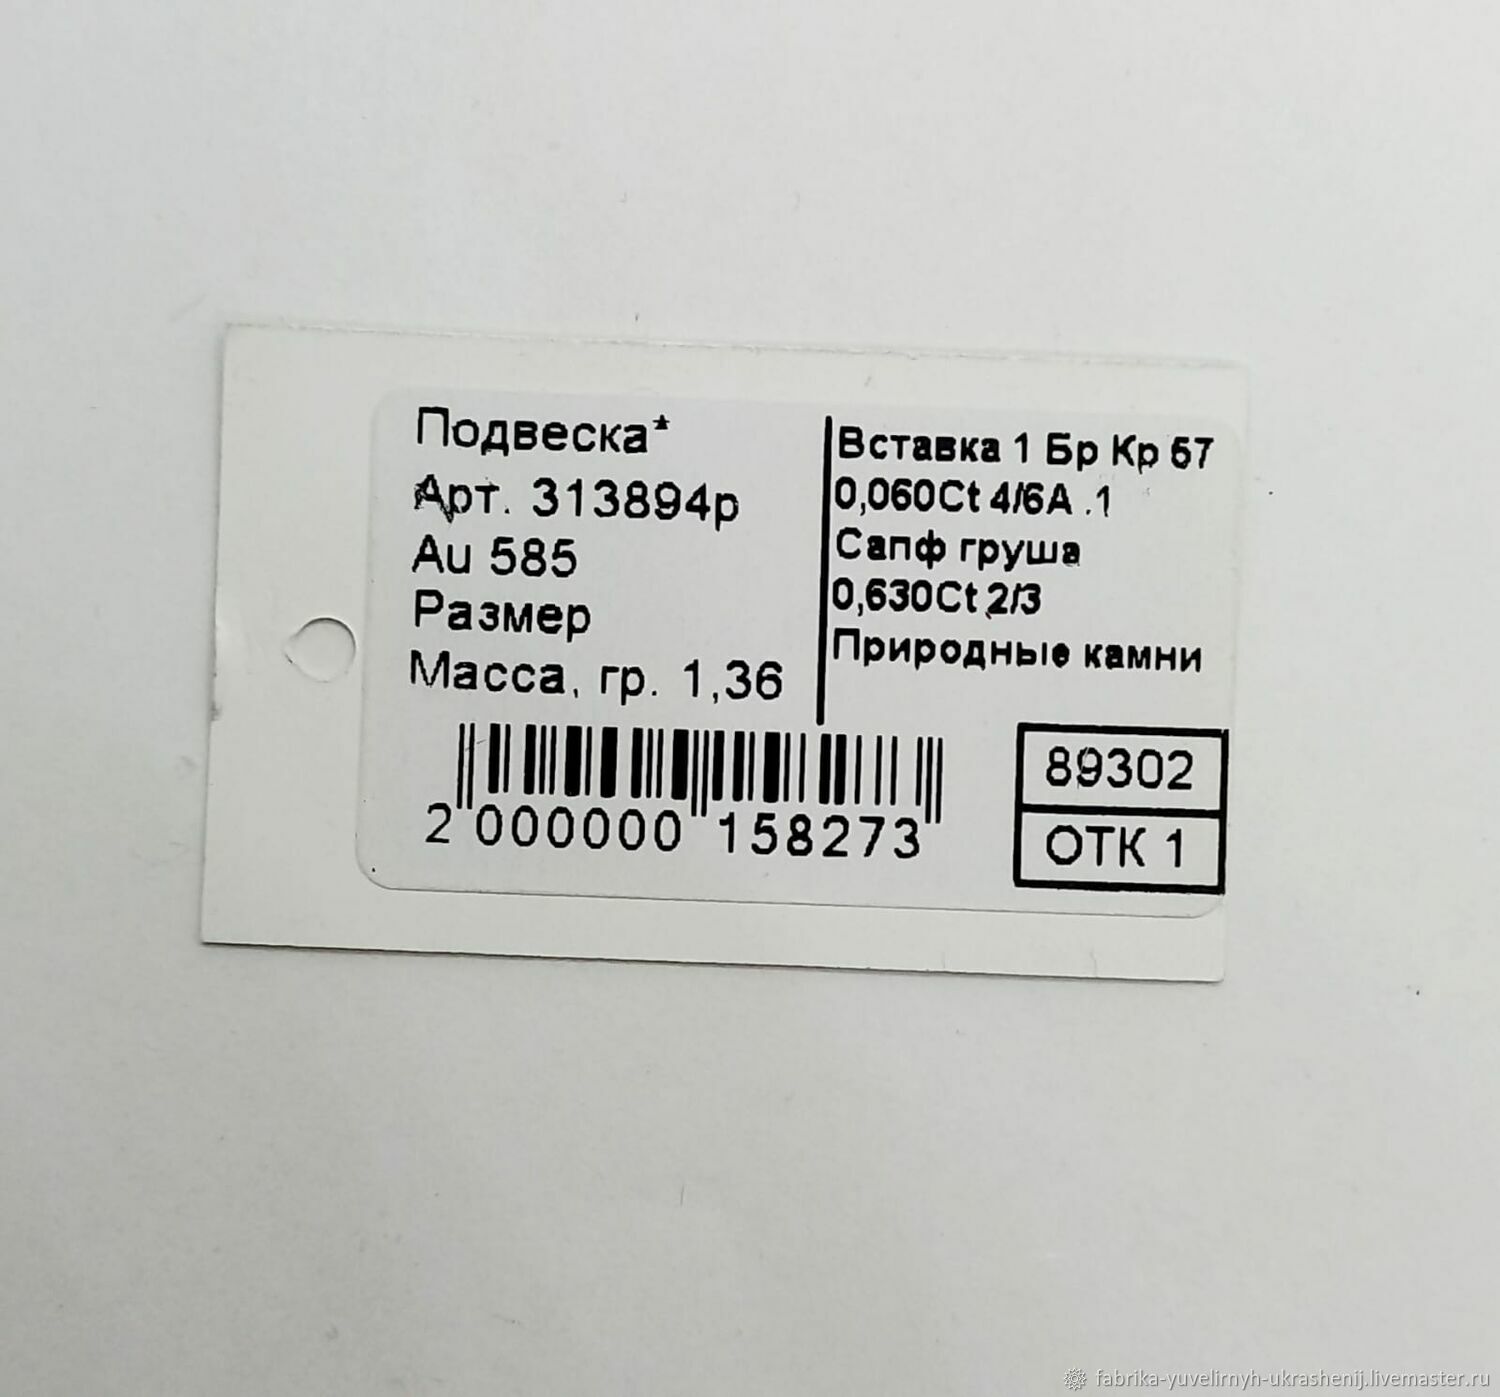 Подвеска*
Арт. 313894р
Au 585
Размер
Масса, гр. 1,36
Вставка 1 Бр Кр 57
0,060Ct 4/6А .1
Сапф груша
0,630Ct 2/3
Природные камни
2 000000 158273
89302
ОТК 1
fabrika-yuvelirnyh-ukrashenij.livemaster.ru